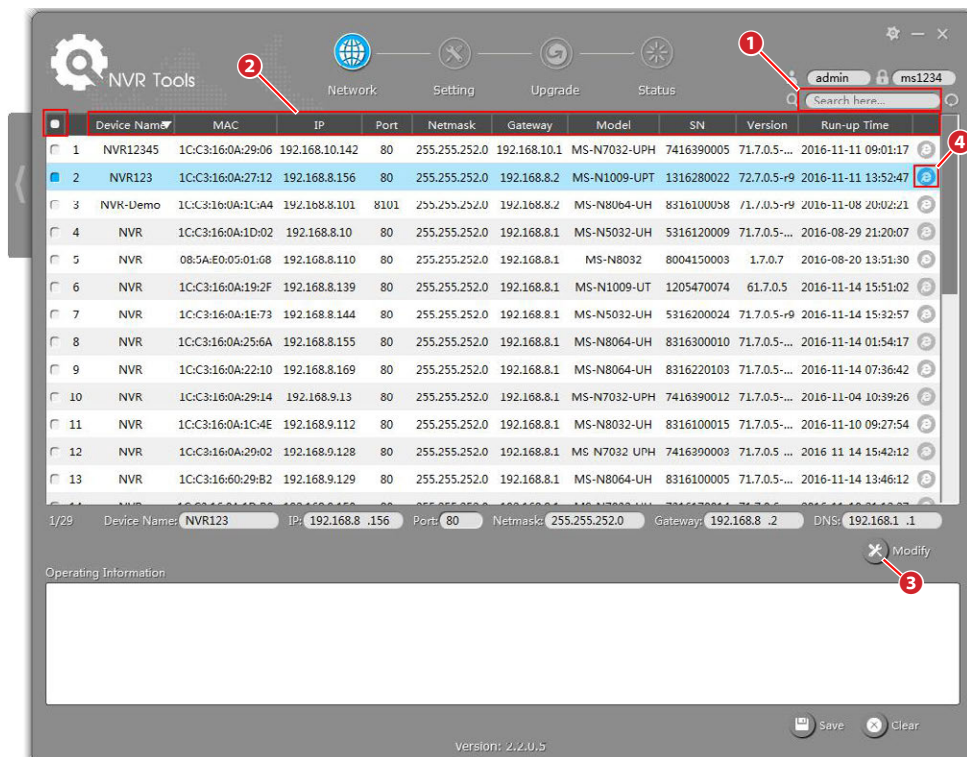 NVR Tools
Network Setting Upgrade Status
1
2
admin ms1234
Search here...
Device Name MAC IP Port Netmask Gateway Model SN Version Run-up Time
4
1 NVR12345 1C:C3:16:0A:29:06 192.168.10.142 80 255.255.252.0 192.168.10.1 MS-N7032-UPH 7416390005 71.7.0.5-... 2016-11-11 09:01:17
2 NVR123 1C:C3:16:0A:27:12 192.168.8.156 80 255.255.252.0 192.168.8.2 MS-N1009-UPT 1316280022 72.7.0.5-r9 2016-11-11 13:52:47
3 NVR-Demo 1C:C3:16:0A:1C:A4 192.168.8.101 8101 255.255.252.0 192.168.8.2 MS-N8064-UH 8316100058 71.7.0.5-r9 2016-11-08 20:02:21
4 NVR 1C:C3:16:0A:1D:02 192.168.8.10 80 255.255.252.0 192.168.8.1 MS-N5032-UH 5316120009 71.7.0.5-... 2016-08-29 21:20:07
5 NVR 08:5A:E0:05:01:68 192.168.8.110 80 255.255.252.0 192.168.8.1 MS-N8032 8004150003 1.7.0.7 2016-08-20 13:51:30
6 NVR 1C:C3:16:0A:19:2F 192.168.8.139 80 255.255.252.0 192.168.8.1 MS-N1009-UT 1205470074 61.7.0.5 2016-11-14 15:51:02
7 NVR 1C:C3:16:0A:1E:73 192.168.8.144 80 255.255.252.0 192.168.8.1 MS-N5032-UH 5316200024 71.7.0.5-r9 2016-11-14 15:32:57
8 NVR 1C:C3:16:0A:25:6A 192.168.8.155 80 255.255.252.0 192.168.8.1 MS-N8064-UH 8316300010 71.7.0.5-... 2016-11-14 01:54:17
9 NVR 1C:C3:16:0A:22:10 192.168.8.169 80 255.255.252.0 192.168.8.1 MS-N8064-UH 8316220103 71.7.0.5-... 2016-11-14 07:36:42
10 NVR 1C:C3:16:0A:29:14 192.168.9.13 80 255.255.252.0 192.168.8.1 MS-N7032-UPH 7416390012 71.7.0.5-... 2016-11-04 10:39:26
11 NVR 1C:C3:16:0A:1C:4E 192.168.9.112 80 255.255.252.0 192.168.8.1 MS-N8032-UH 8316100015 71.7.0.5-... 2016-11-10 09:27:54
12 NVR 1C:C3:16:0A:29:02 192.168.9.128 80 255.255.252.0 192.168.8.1 MS-N7032-UPH 7416390003 71.7.0.5-... 2016-11-14 15:42:12
13 NVR 1C:C3:16:60:29:B2 192.168.9.129 80 255.255.252.0 192.168.8.1 MS-N8064-UH 8316100005 71.7.0.5-... 2016-11-14 13:46:12
1/29 Device Name: NVR123 IP: 192.168.8 .156 Port: 80 Netmask: 255.255.252.0 Gateway: 192.168.8 .2 DNS: 192.168.1 .1
Modify
Operating Information
3
Save Clear
Version: 2.2.0.5